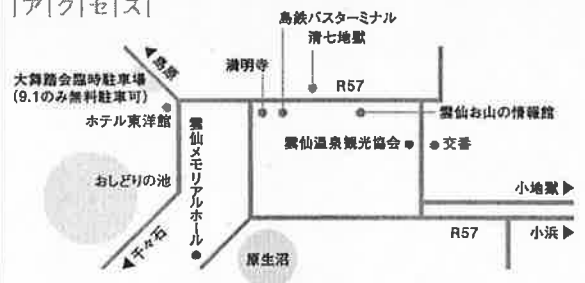 アクセス
島鉄バスターミナル
清七地獄
島原
満明寺
R57
大舞踏会臨時駐車場
(9.1のみ無料駐車可)
ホテル東洋館
雲仙お山の情報館
雲仙温泉観光協会
交番
雲仙メモリアルホール
おしどりの池
小地獄▶
千々石
R57
小浜▶
原生沼